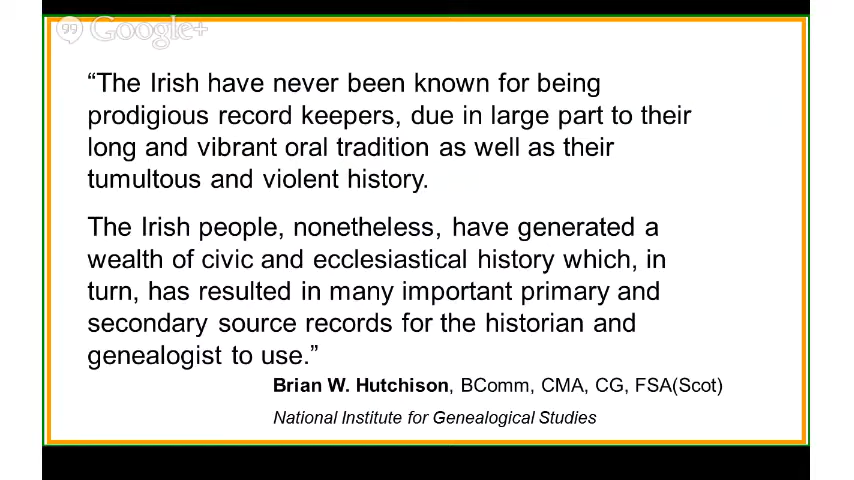 Google+
“The Irish have never been known for being
prodigious record keepers, due in large part to their
long and vibrant oral tradition as well as their
tumultous and violent history.
The Irish people, nonetheless, have generated a
wealth of civic and ecclesiastical history which, in
turn, has resulted in many important primary and
secondary source records for the historian and
genealogist to use.”
Brian W. Hutchison, BComm, CMA, CG, FSA(Scot)
National Institute for Genealogical Studies